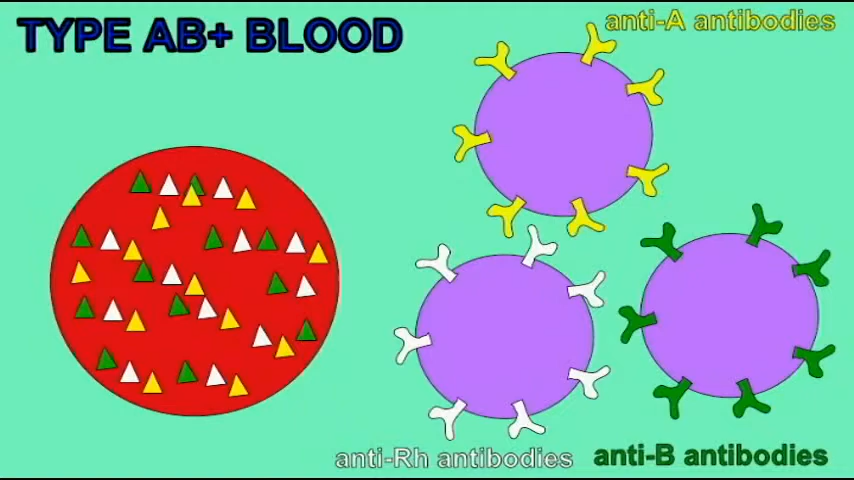 TYPE AB+ BLOOD
anti-A antibodies
anti-Rh antibodies
anti-B antibodies